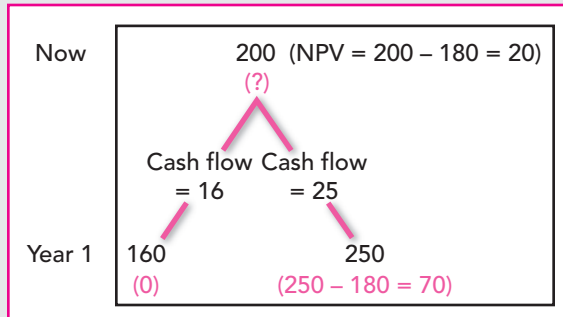 Now 200 (NPV = 200 – 180 = 20)
(?)
Cash flow Cash flow
= 16 = 25
Year 1 160 250
(0) (250 – 180 = 70)